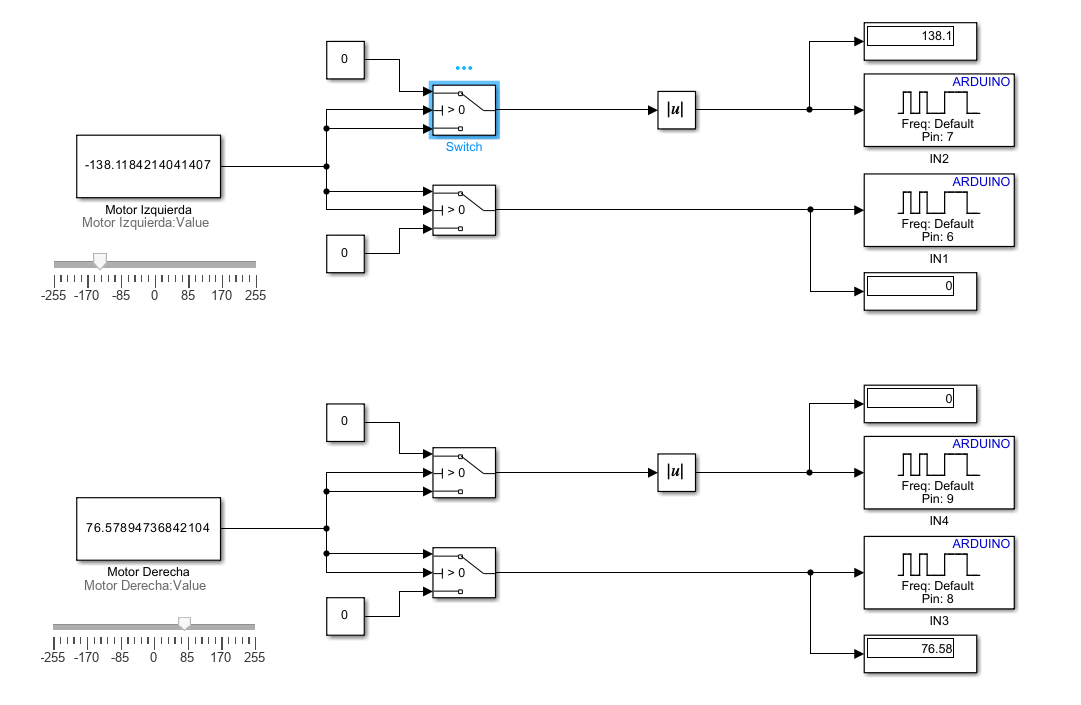 0
138.1
ARDUINO
> 0
|u|
Freq: Default
Pin: 7
Switch
IN2
-138.1184214041407
ARDUINO
Motor Izquierda
Motor Izquierda:Value
> 0
Freq: Default
Pin: 6
0
IN1
-255 -170 -85 0 85 170 255
0
0
0
ARDUINO
> 0
|u|
Freq: Default
Pin: 9
IN4
76.57894736842104
ARDUINO
Motor Derecha
Motor Derecha:Value
> 0
Freq: Default
Pin: 8
0
IN3
-255 -170 -85 0 85 170 255
76.58